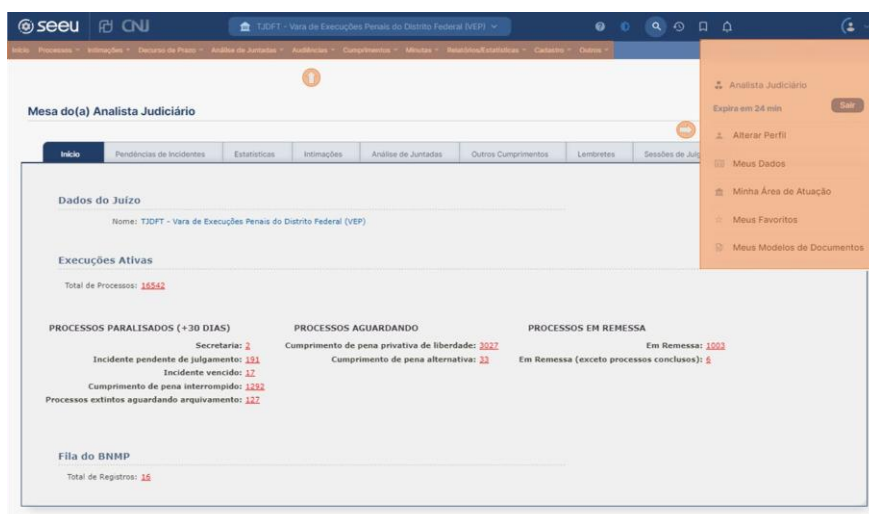 seeu CNJ TJDFT - Vara de Execuções Penais do Distrito Federal (VEP)
Início Processos Intimações Decurso de Prazo Análise de Juntadas Audiências Cumprimentos Minutas Relatórios/Estatísticas Cadastro Outros
Analista Judiciário
Expira em 24 min Sair
Mesa do(a) Analista Judiciário
Alterar Perfil
Início Pendências de Incidentes Estatísticas Intimações Análise de Juntadas Outros Cumprimentos Lembretes Sessões de Julg
Meus Dados
Minha Área de Atuação
Meus Favoritos
Meus Modelos de Documentos
Dados do Juízo
Nome: TJDFT - Vara de Execuções Penais do Distrito Federal (VEP)
Execuções Ativas
Total de Processos: 16542
PROCESSOS PARALISADOS (+30 DIAS) PROCESSOS AGUARDANDO PROCESSOS EM REMESSA
Secretaria: 2 Cumprimento de pena privativa de liberdade: 3027 Em Remessa: 1003
Incidente pendente de julgamento: 191 Cumprimento de pena alternativa: 33 Em Remessa (exceto processos conclusos): 6
Incidente vencido: 17
Cumprimento de pena interrompido: 1292
Processos extintos aguardando arquivamento: 127
Fila do BNMP
Total de Registros: 16